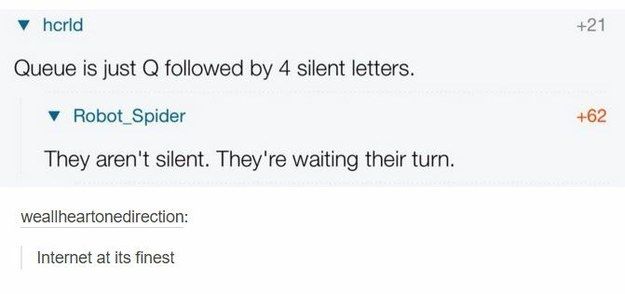 ▼ hcrld +21
Queue is just Q followed by 4 silent letters.
▼ Robot_Spider +62
They aren't silent. They're waiting their turn.
weallheartonedirection:
Internet at its finest